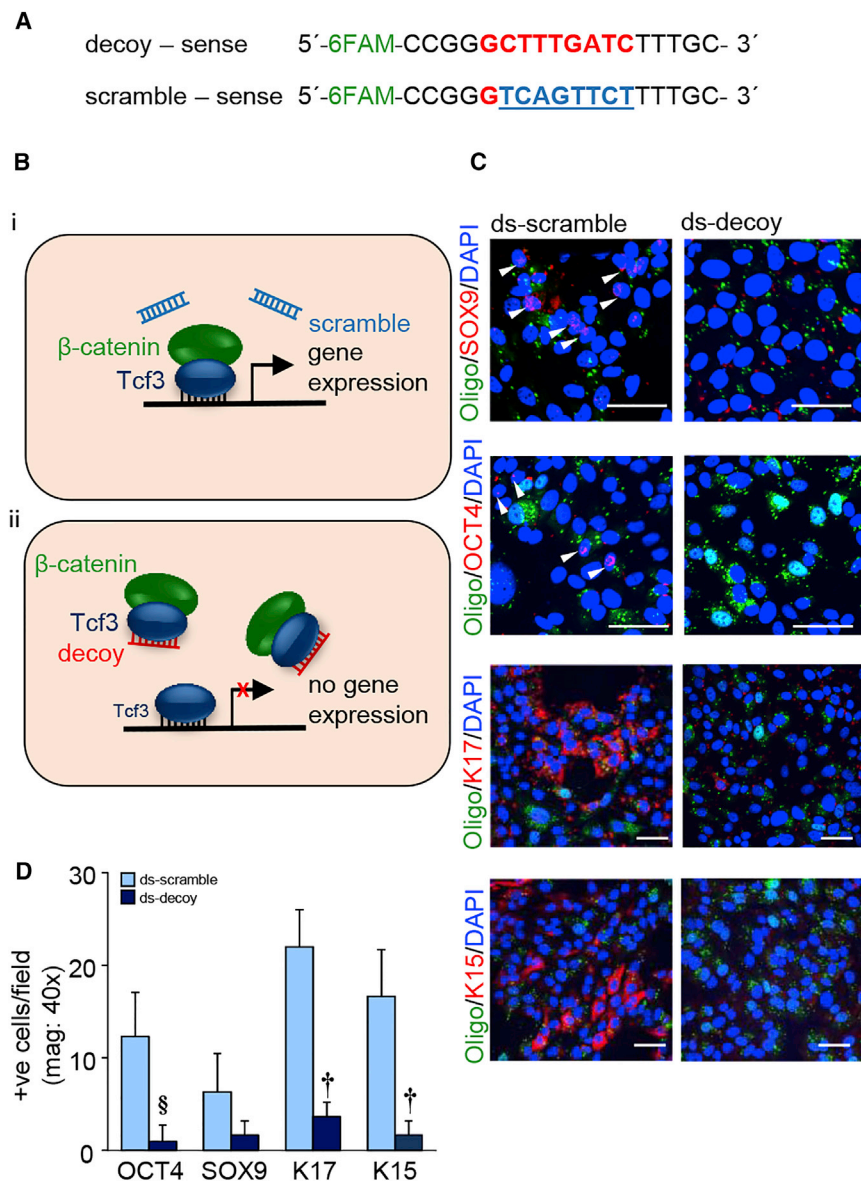 A
decoy – sense 5´-6FAM-CCGGGCTTTGATCTTTGC- 3´
scramble – sense 5´-6FAM-CCGGGTCAGTTCTTTTGC- 3´
B
i
scramble
β-catenin
gene
Tcf3
expression
ii
β-catenin
Tcf3
decoy
Tcf3
x
no gene
expression
C
ds-scramble ds-decoy
Oligo/SOX9/DAPI
Oligo/OCT4/DAPI
Oligo/K17/DAPI
Oligo/K15/DAPI
D
ds-scramble
ds-decoy
+ve cells/field
(mag: 40x)
30
20
10
0
§
†
†
OCT4 SOX9 K17 K15